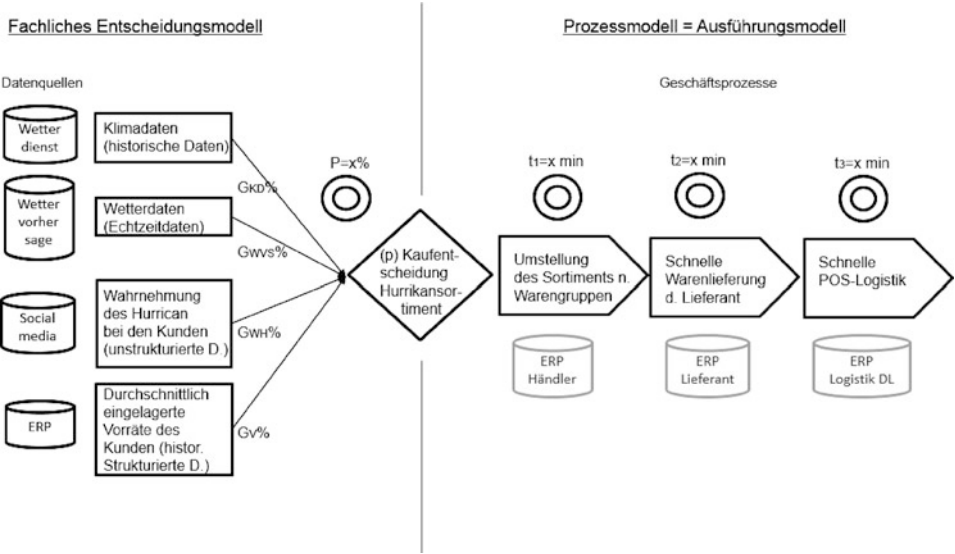 Fachliches Entscheidungsmodell
Prozessmodell = Ausführungsmodell
Datenquellen
Geschäftsprozesse
Wetter
dienst
Klimadaten
(historische Daten)
GKD%
Wetter
vorher
sage
Wetterdaten
(Echtzeitdaten)
GWVS%
Social
media
Wahrnehmung
des Hurrican
bei den Kunden
(unstrukturierte D.)
GWH%
ERP
Durchschnittlich
eingelagerte
Vorräte des
Kunden (histor.
Strukturierte D.)
GV%
P=x%
(p) Kaufent-
scheidung
Hurrikansor-
timent
t1=x min
Umstellung
des Sortiments n.
Warengruppen
ERP
Händler
t2=x min
Schnelle
Warenlieferung
d. Lieferant
ERP
Lieferant
t3=x min
Schnelle
POS-Logistik
ERP
Logistik DL